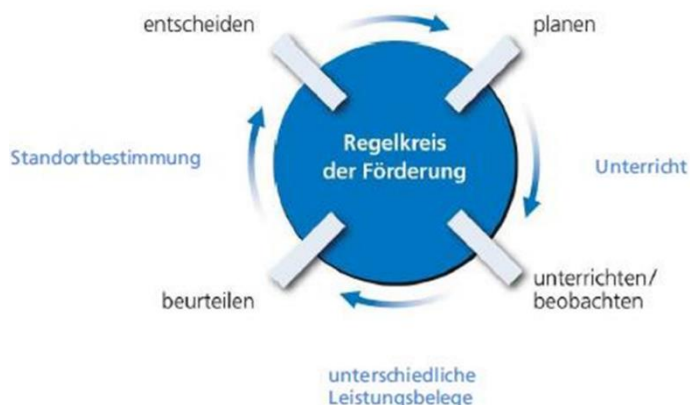 entscheiden
planen
Regelkreis
der Förderung
Standortbestimmung
Unterricht
beurteilen
unterrichten/
beobachten
unterschiedliche
Leistungsbelege